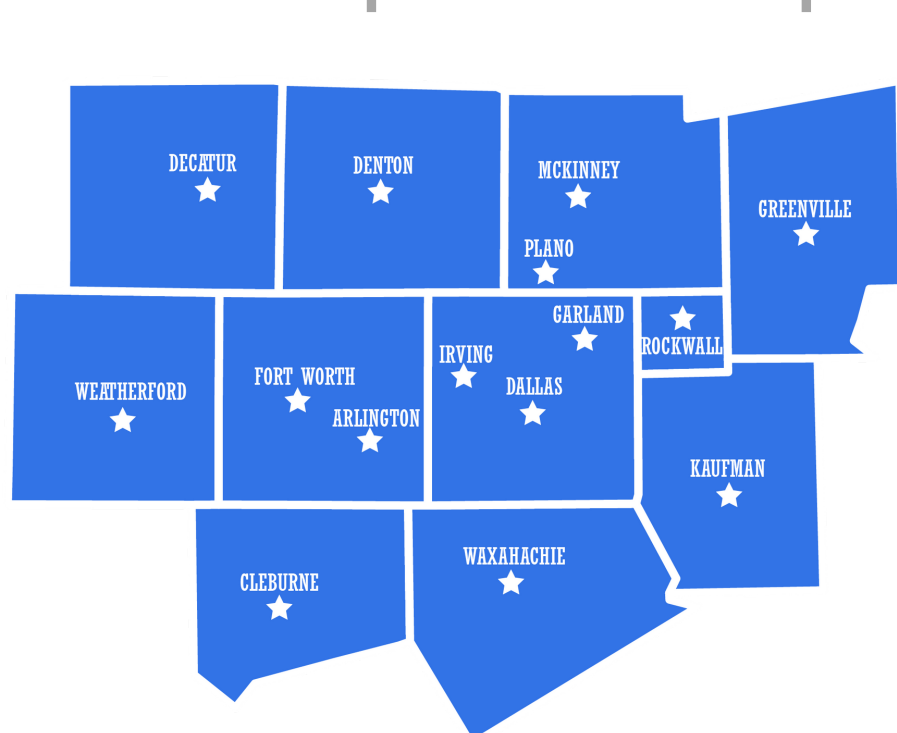 DECATUR
DENTON
MCKINNEY
PLANO
GREENVILLE
WEATHERFORD
FORT WORTH
ARLINGTON
IRVING
GARLAND
DALLAS
ROCKWALL
KAUFMAN
CLEBURNE
WAXAHACHIE